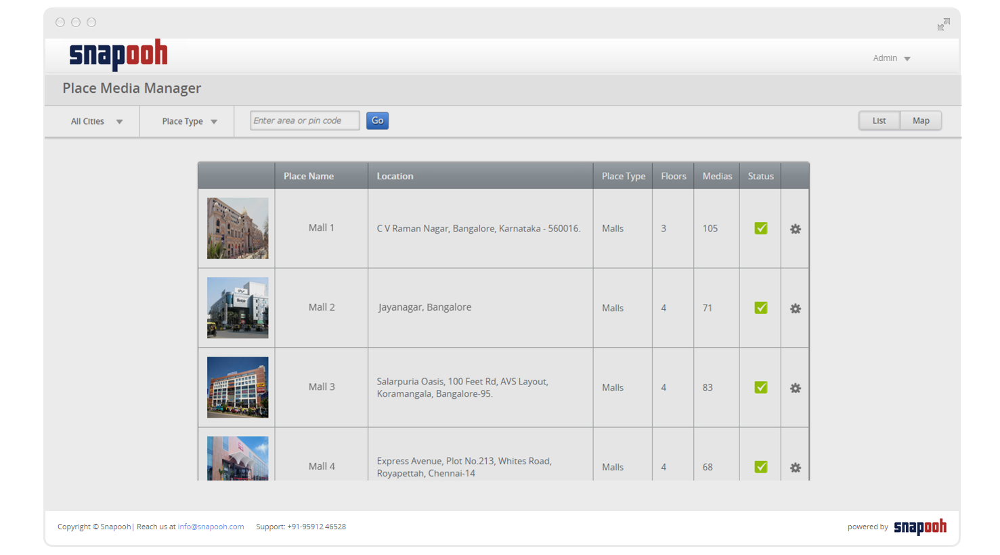 snapooh
Admin
Place Media Manager
All Cities
Place Type
Enter area or pin code
Go
List
Map
Place Name Location Place Type Floors Medias Status
Mall 1 C V Raman Nagar, Bangalore, Karnataka - 560016. Malls 3 105
Mall 2 Jayanagar, Bangalore Malls 4 71
Mall 3 Salarpuria Oasis, 100 Feet Rd, AVS Layout,
Koramangala, Bangalore-95. Malls 4 83
Mall 4 Express Avenue, Plot No.213, Whites Road,
Royapettah, Chennai-14 Malls 4 68
Copyright © Snapooh| Reach us at info@snapooh.com Support: +91-95912 46528
powered by snapooh